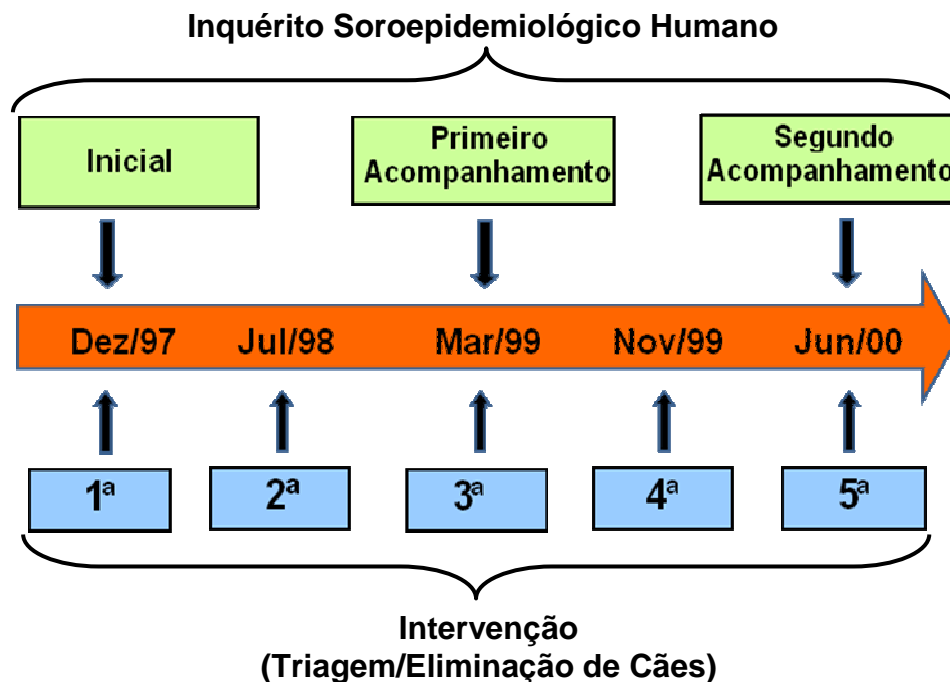 Inquérito Soroepidemiológico Humano
Inicial
Primeiro
Acompanhamento
Segundo
Acompanhamento
Dez/97 Jul/98 Mar/99 Nov/99 Jun/00
1ª 2ª 3ª 4ª 5ª
Intervenção
(Triagem/Eliminação de Cães)